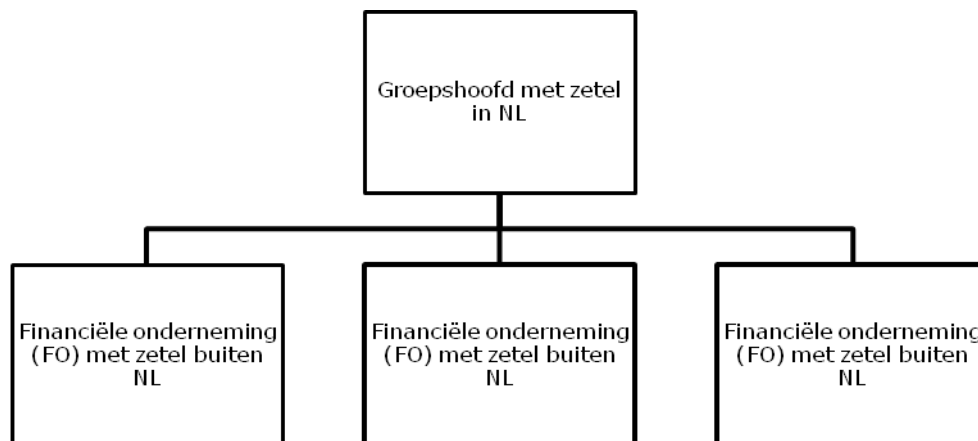 Groepshoofd met zetel
in NL
Financiële onderneming
(FO) met zetel buiten
NL
Financiële onderneming
(FO) met zetel buiten
NL
Financiële onderneming
(FO) met zetel buiten
NL